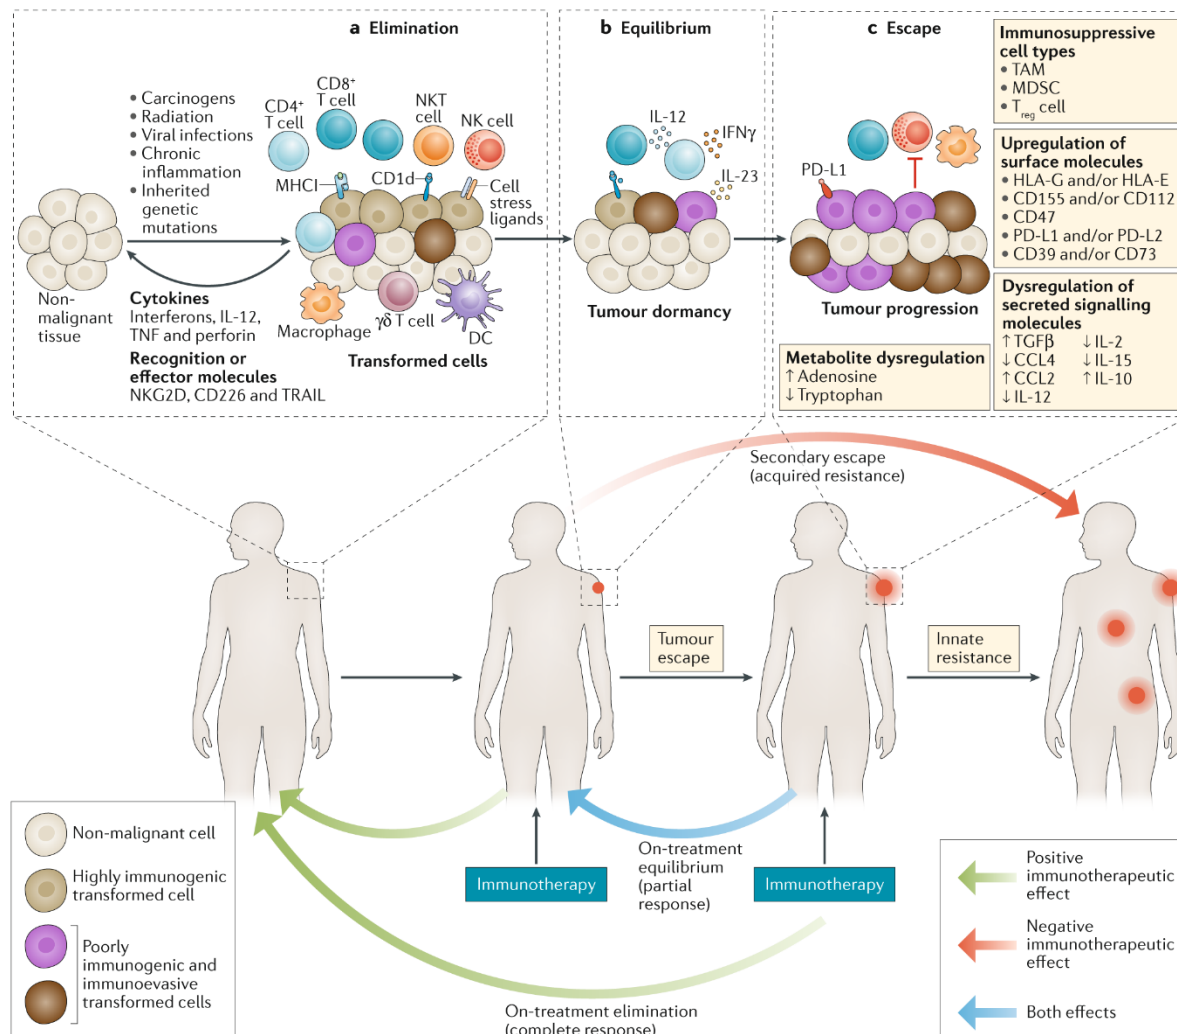 a Elimination
• Carcinogens
• Radiation
• Viral infections
• Chronic
inflammation
• Inherited
genetic
mutations
CD4⁺
T cell
CD8⁺
T cell
NKT
cell
NK cell
MHCI
CD1d
Cell
stress
ligands
Non-
malignant
tissue
Cytokines
Interferons, IL-12,
TNF and perforin
Recognition or
effector molecules
NKG2D, CD226 and TRAIL
Macrophage
γδ T cell
DC
Transformed cells
b Equilibrium
IL-12
IFNγ
IL-23
Tumour dormancy
c Escape
PD-L1
Tumour progression
Metabolite dysregulation
↑ Adenosine
↓ Tryptophan
Immunosuppressive
cell types
• TAM
• MDSC
• Treg cell
Upregulation of
surface molecules
• HLA-G and/or HLA-E
• CD155 and/or CD112
• CD47
• PD-L1 and/or PD-L2
• CD39 and/or CD73
Dysregulation of
secreted signalling
molecules
↑ TGFβ ↓ IL-2
↓ CCL4 ↓ IL-15
↑ CCL2 ↑ IL-10
↓ IL-12
Secondary escape
(acquired resistance)
Tumour
escape
Innate
resistance
Immunotherapy
On-treatment
equilibrium
(partial
response)
Immunotherapy
On-treatment elimination
(complete response)
Non-malignant cell
Highly immunogenic
transformed cell
Poorly
immunogenic and
immunoevasive
transformed cells
Positive
immunotherapeutic
effect
Negative
immunotherapeutic
effect
Both effects